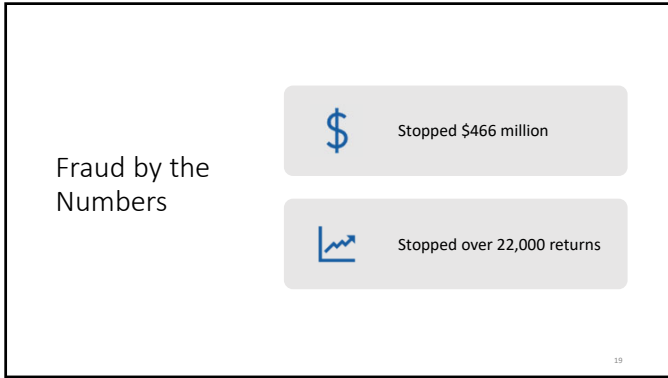 Fraud by the
Numbers
Stopped $466 million
Stopped over 22,000 returns
19